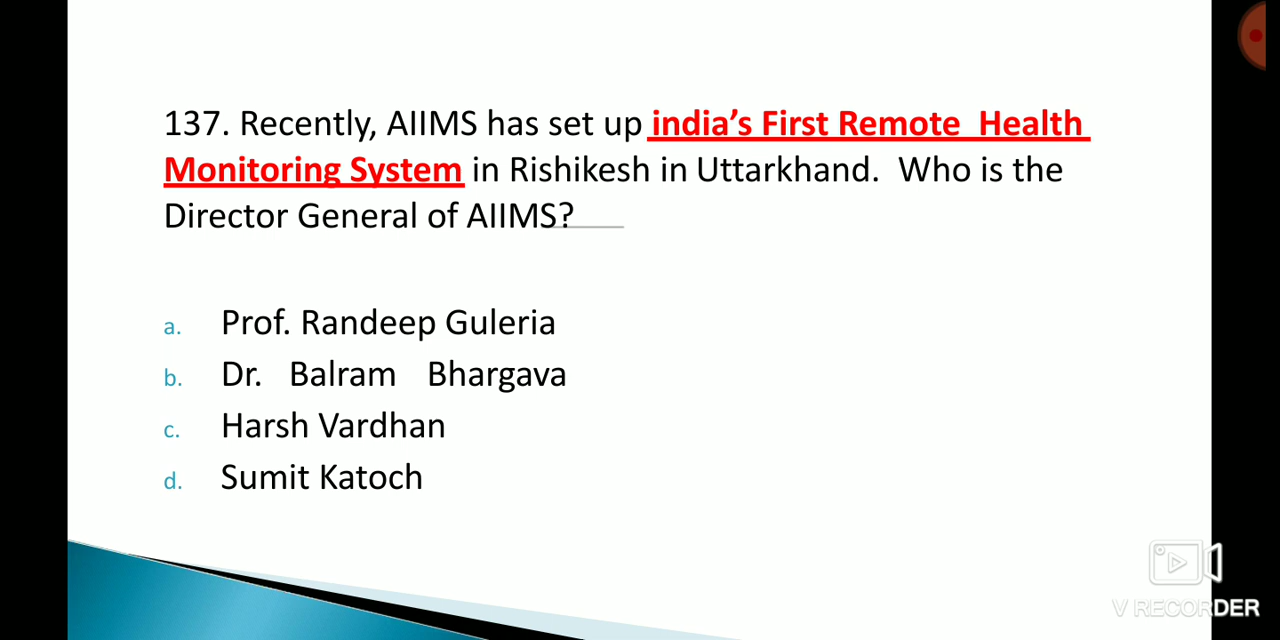 137. Recently, AIIMS has set up india's First Remote Health
Monitoring System in Rishikesh in Uttarkhand. Who is the
Director General of AIIMS?
a. Prof. Randeep Guleria
b. Dr. Balram Bhargava
c. Harsh Vardhan
d. Sumit Katoch
V RECORDER